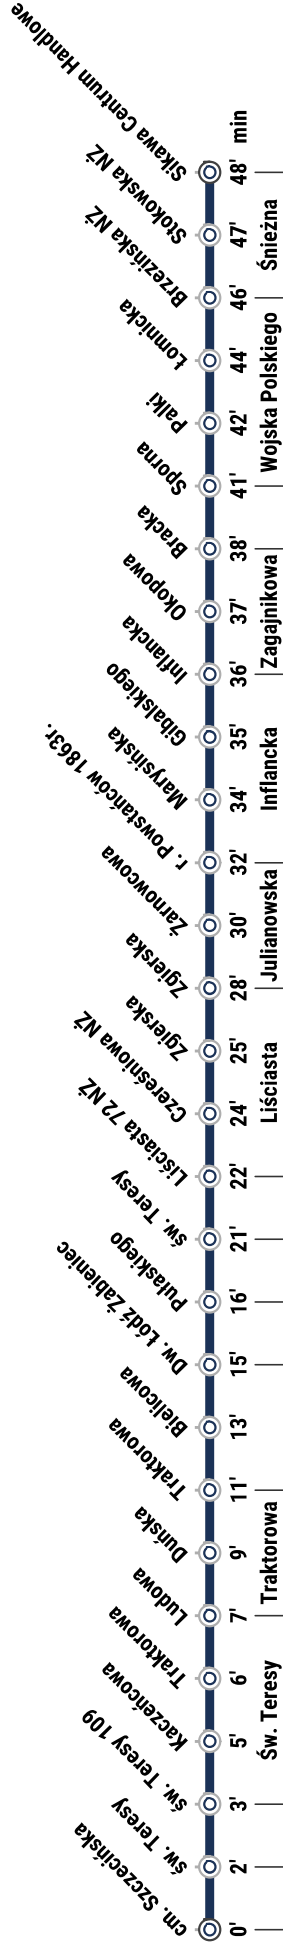 cm. Szczecińska
św. Teresy
św. Teresy 109
Kaczeńcowa
Traktorowa
Ludowa
Duńska
Traktorowa
Bielicowa
Dw. Łódź Żabieniec
Pułaskiego
św. Teresy
Liściasta 72 NŻ
Czereśniowa NŻ
Zgierska
Zgierska
Żarnowcowa
r. Powstańców 1863r.
Marysińska
Gibalskiego
Inflancka
Okopowa
Bracka
Sporna
Palki
Łomnicka
Brzezińska NŻ
Stokowska NŻ
Sikawa Centrum Handlowe
0' 2' 3' 5' 6' 7' 9' 11' 13' 15' 16' 21' 22' 24' 25' 28' 30' 32' 34' 35' 36' 37' 38' 41' 42' 44' 46' 47' 48' min
Św. Teresy Traktorowa Liściasta Julianowska Inflancka Zagajnikowa Wojska Polskiego Śnieżna